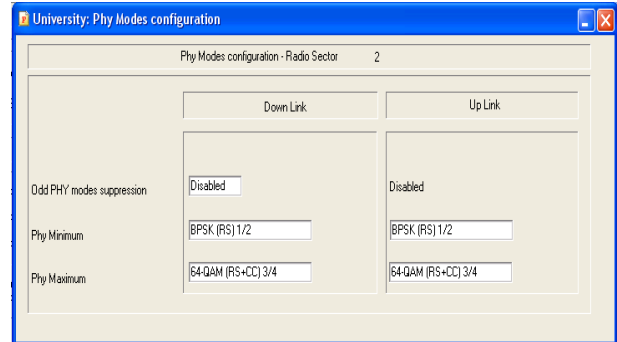 University: Phy Modes configuration
Phy Modes configuration - Radio Sector 2
Down Link Up Link
Odd PHY modes suppression Disabled Disabled
Phy Minimum BPSK (RS) 1/2 BPSK (RS) 1/2
Phy Maximum 64-QAM (RS+CC) 3/4 64-QAM (RS+CC) 3/4